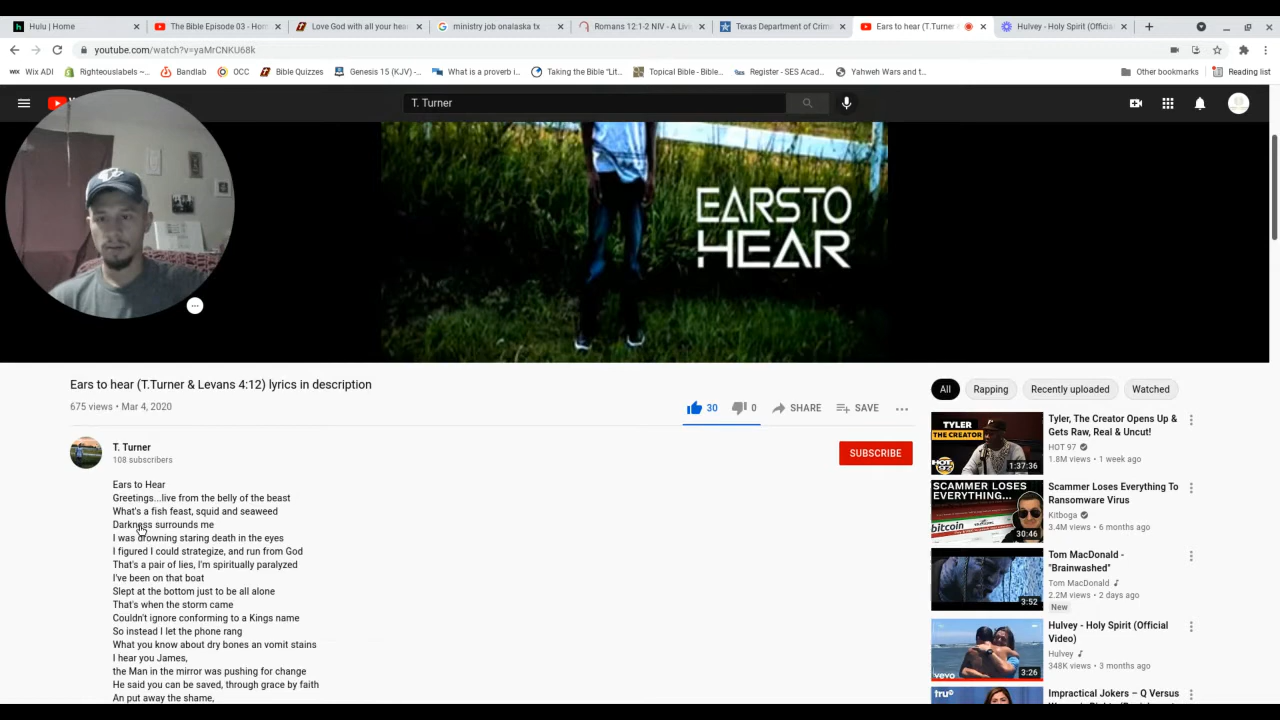 Hulu | Home
The Bible Episode 03 - Hom
Love God with all your hea
ministry job onalaska tx
Romans 12:1-2 NIV - A Livi
Texas Department of Crimi
Ears to hear (T.Turner
Hulvey - Holy Spirit (Offici
youtube.com/watch?v=yaMrCNKU68k
WIX Wix ADI
Righteouslabels ~...
Bandlab
OCC
Bible Quizzes
Genesis 15 (KJV) -...
What is a proverb i...
Taking the Bible "Lit...
Topical Bible - Bible...
Register - SES Acad...
Yahweh Wars and t...
Other bookmarks
Reading list
T. Turner
EARS TO
HEAR
Ears to hear (T.Turner & Levans 4:12) lyrics in description
675 views • Mar 4, 2020
30
0
SHARE
SAVE
T. Turner
108 subscribers
SUBSCRIBE
Ears to Hear
Greetings...live from the belly of the beast
What's a fish feast, squid and seaweed
Darkness surrounds me
I was drowning staring death in the eyes
I figured I could strategize, and run from God
That's a pair of lies, I'm spiritually paralyzed
I've been on that boat
Slept at the bottom just to be all alone
That's when the storm came
Couldn't ignore conforming to a Kings name
So instead I let the phone rang
What you know about dry bones an vomit stains
I hear you James,
the Man in the mirror was pushing for change
He said you can be saved, through grace by faith
An put away the shame,
All
Rapping
Recently uploaded
Watched
TYLER
THE CREATOR
HOT 97
1:37:36
Tyler, The Creator Opens Up &
Gets Raw, Real & Uncut!
HOT 97
1.8M views • 1 week ago
SCAMMER LOSES
EVERYTHING...
bitcoin
30:46
Scammer Loses Everything To
Ransomware Virus
Kitboga
3.4M views • 6 months ago
3:52
Tom MacDonald -
"Brainwashed"
Tom MacDonald
2.2M views • 2 days ago
New
vevo
3:26
Hulvey - Holy Spirit (Official
Video)
Hulvey
348K views • 3 months ago
tru
Impractical Jokers – Q Versus